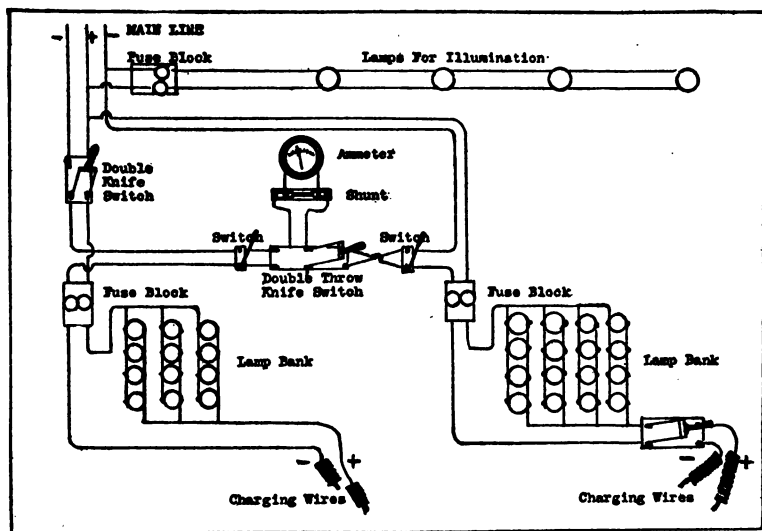 - + - MAIN LINE
Fuse Block
Lamps For Illumination
Ammeter
Double
Knife
Switch
Shunt
Switch
Switch
Double Throw
Knife Switch
Fuse Block
Fuse Block
Lamp Bank
Lamp Bank
- +
- +
Charging Wires
Charging Wires